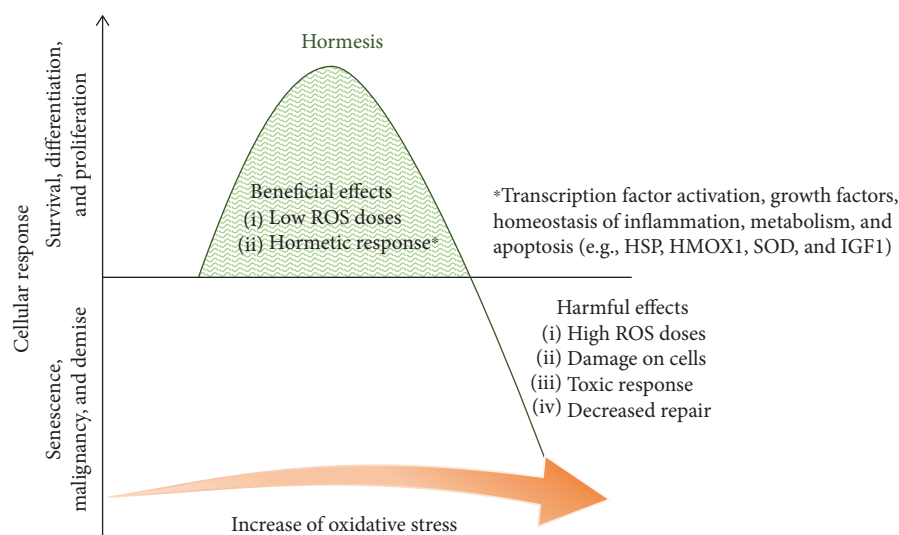 Hormesis
Cellular response
Survival, differentiation,
and proliferation
Senescence,
malignancy, and demise
Beneficial effects
(i) Low ROS doses
(ii) Hormetic response*
*Transcription factor activation, growth factors,
homeostasis of inflammation, metabolism, and
apoptosis (e.g., HSP, HMOX1, SOD, and IGF1)
Harmful effects
(i) High ROS doses
(ii) Damage on cells
(iii) Toxic response
(iv) Decreased repair
Increase of oxidative stress